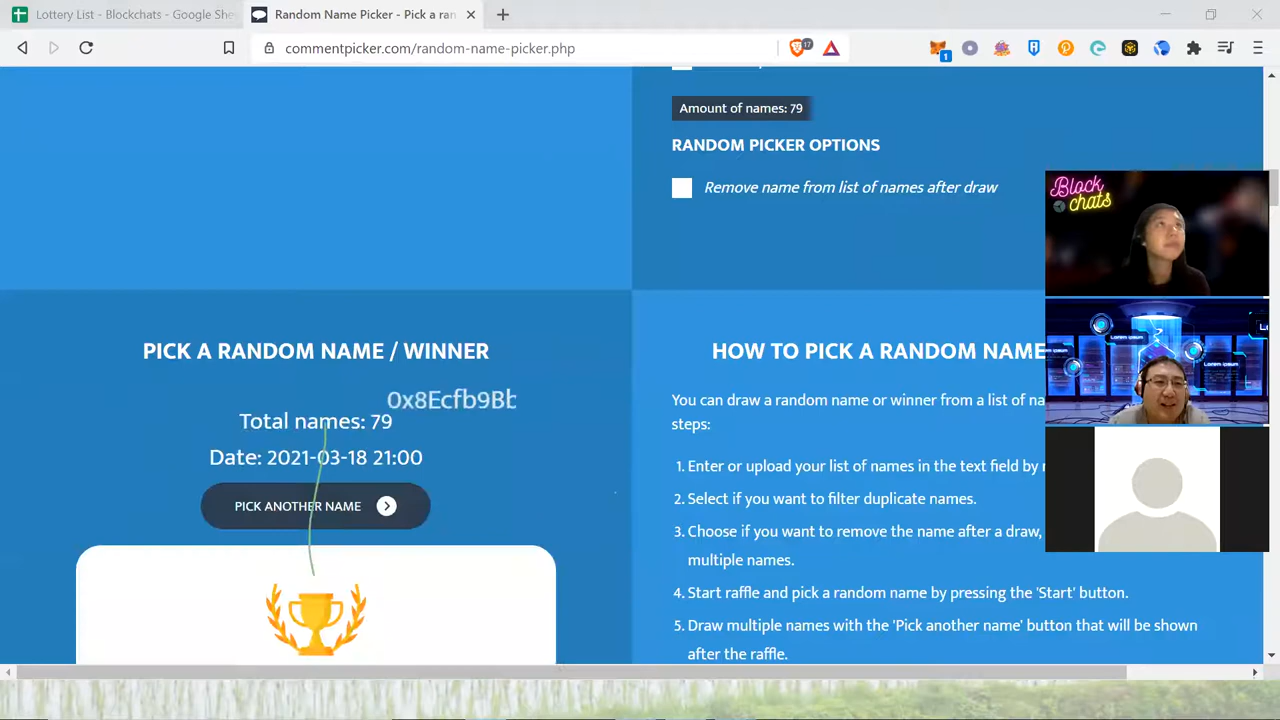 Lottery List - Blockchats - Google She
Random Name Picker - Pick a ran
commentpicker.com/random-name-picker.php
17
1
Amount of names: 79
RANDOM PICKER OPTIONS
Remove name from list of names after draw
Block
chats
PICK A RANDOM NAME / WINNER
0x8Ecfb9Bb
Total names: 79
Date: 2021-03-18 21:00
PICK ANOTHER NAME
HOW TO PICK A RANDOM NAME
You can draw a random name or winner from a list of na
steps:
1. Enter or upload your list of names in the text field by
2. Select if you want to filter duplicate names.
3. Choose if you want to remove the name after a draw,
multiple names.
4. Start raffle and pick a random name by pressing the 'Start' button.
5. Draw multiple names with the 'Pick another name' button that will be shown
after the raffle.
Lorem ipsum
Lorem ipsum